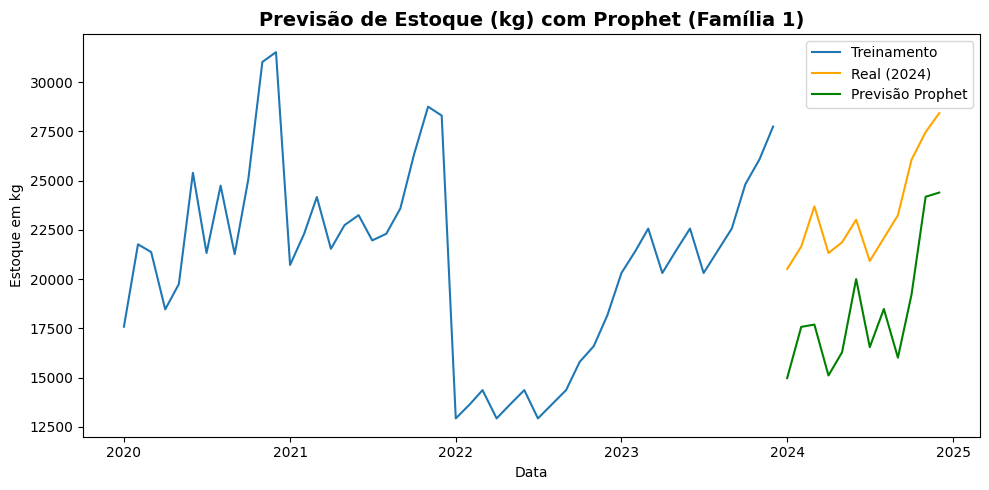 Previsão de Estoque (kg) com Prophet (Família 1)
Treinamento
Real (2024)
Previsão Prophet
Estoque em kg
30000
27500
25000
22500
20000
17500
15000
12500
2020
2021
2022
2023
2024
2025
Data